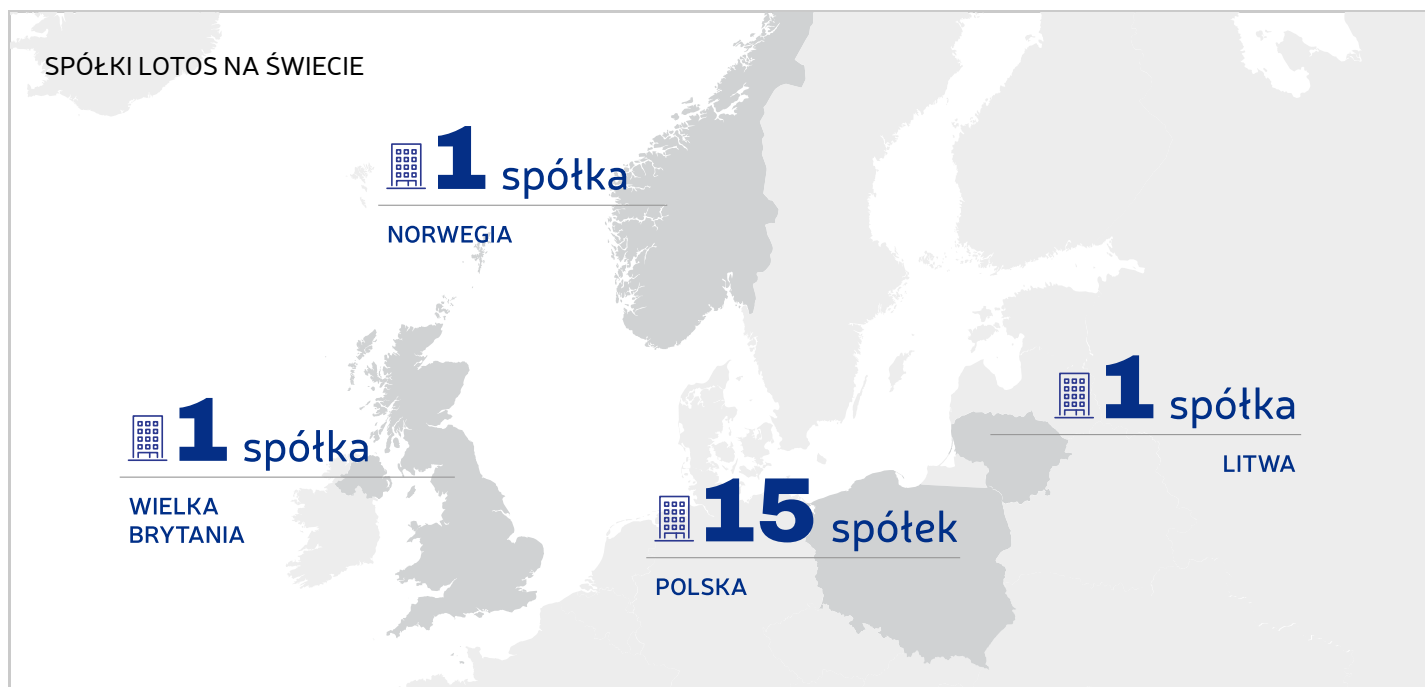 SPÓŁKI LOTOS NA ŚWIECIE
1 spółka
NORWEGIA
1 spółka
LITWA
1 spółka
WIELKA
BRYTANIA
15 spółek
POLSKA